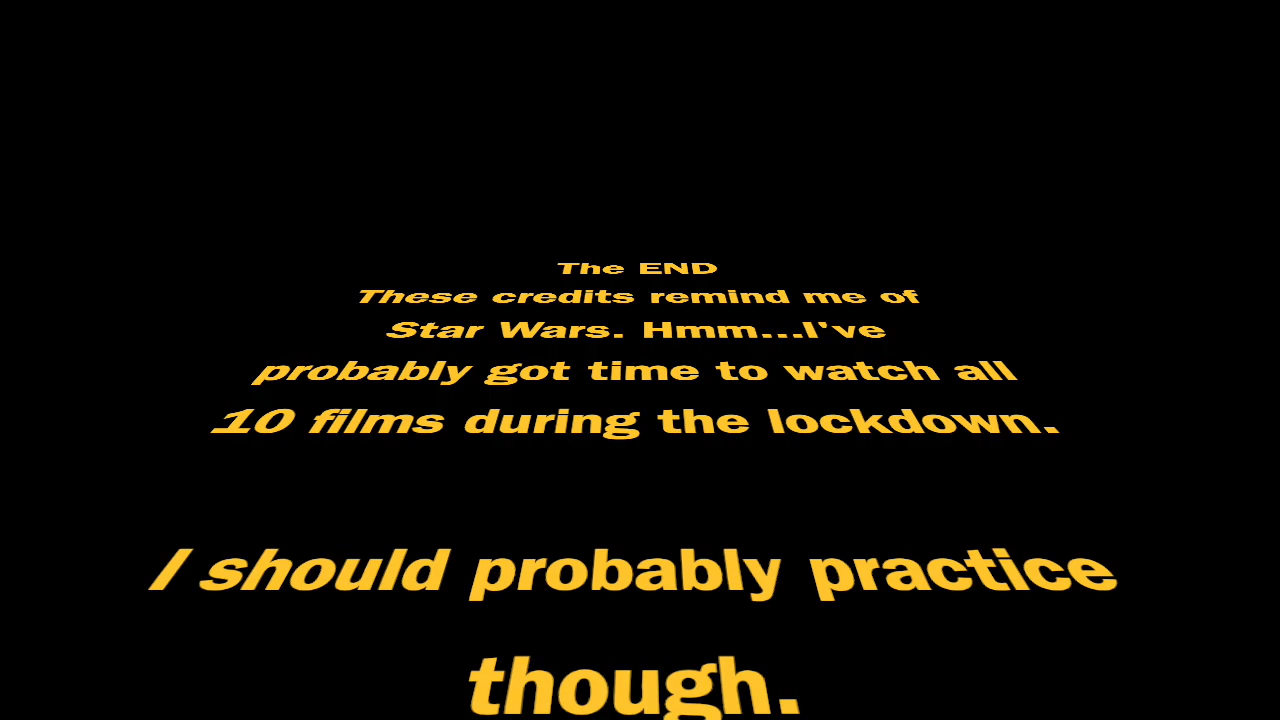 The END
These credits remind me of
Star Wars. Hmm...I've
probably got time to watch all
10 films during the lockdown.
I should probably practice
though.